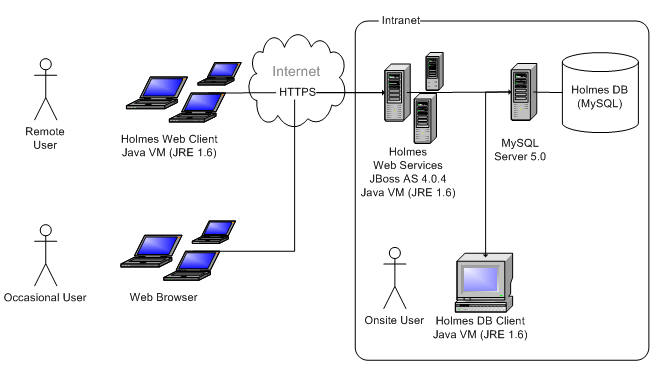 Intranet
Internet
HTTPS
Remote
User
Holmes Web Client
Java VM (JRE 1.6)
Holmes
Web Services
JBoss AS 4.0.4
Java VM (JRE 1.6)
MySQL
Server 5.0
Holmes DB
(MySQL)
Occasional User
Web Browser
Onsite User
Holmes DB Client
Java VM (JRE 1.6)